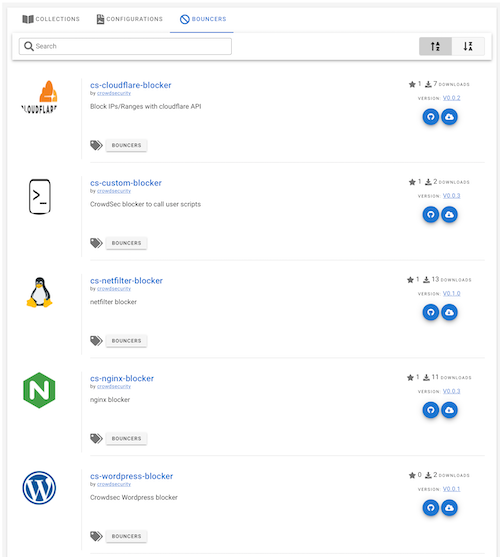 COLLECTIONS CONFIGURATIONS BOUNCERS
Search
cs-cloudflare-blocker 1 7 DOWNLOADS
by crowdsecurity
VERSION: V0.0.2
Block IPs/Ranges with cloudflare API
CLOUDFLARE
BOUNCERS
cs-custom-blocker 1 2 DOWNLOADS
by crowdsecurity
VERSION: V0.0.3
CrowdSec blocker to call user scripts
BOUNCERS
cs-netfilter-blocker 1 13 DOWNLOADS
by crowdsecurity
VERSION: V0.1.0
netfilter blocker
BOUNCERS
cs-nginx-blocker 1 11 DOWNLOADS
by crowdsecurity
VERSION: V0.0.3
nginx blocker
BOUNCERS
cs-wordpress-blocker 0 2 DOWNLOADS
by crowdsecurity
VERSION: V0.0.1
Crowdsec Wordpress blocker
BOUNCERS